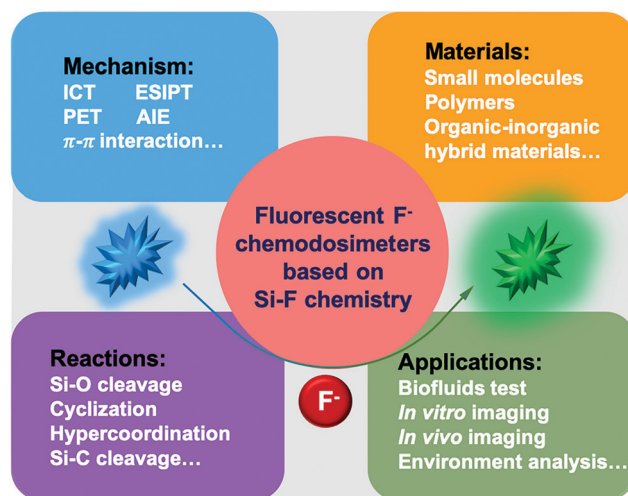 Mechanism:
ICT ESIPT
PET AIE
π-π interaction...
Materials:
Small molecules
Polymers
Organic-inorganic
hybrid materials...
Fluorescent F-
chemodosimeters
based on
Si-F chemistry
Reactions:
Si-O cleavage
Cyclization
Hypercoordination
Si-C cleavage...
F-
Applications:
Biofluids test
In vitro imaging
In vivo imaging
Environment analysis...